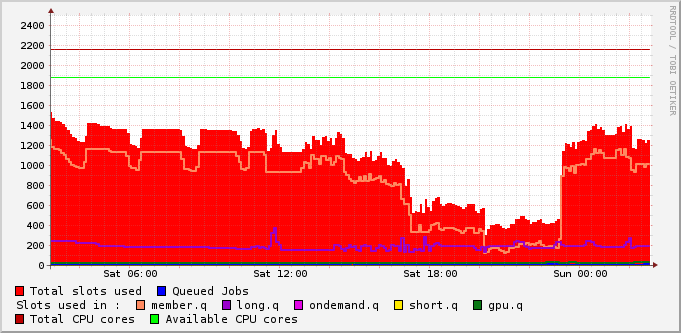 RRDTOOL / TOBI OETIKER
2400
2200
2000
1800
1600
1400
1200
1000
800
600
400
200
0
Sat 06:00 Sat 12:00 Sat 18:00 Sun 00:00
Total slots used Queued Jobs
Slots used in : member.q long.q ondemand.q short.q gpu.q
Total CPU cores Available CPU cores